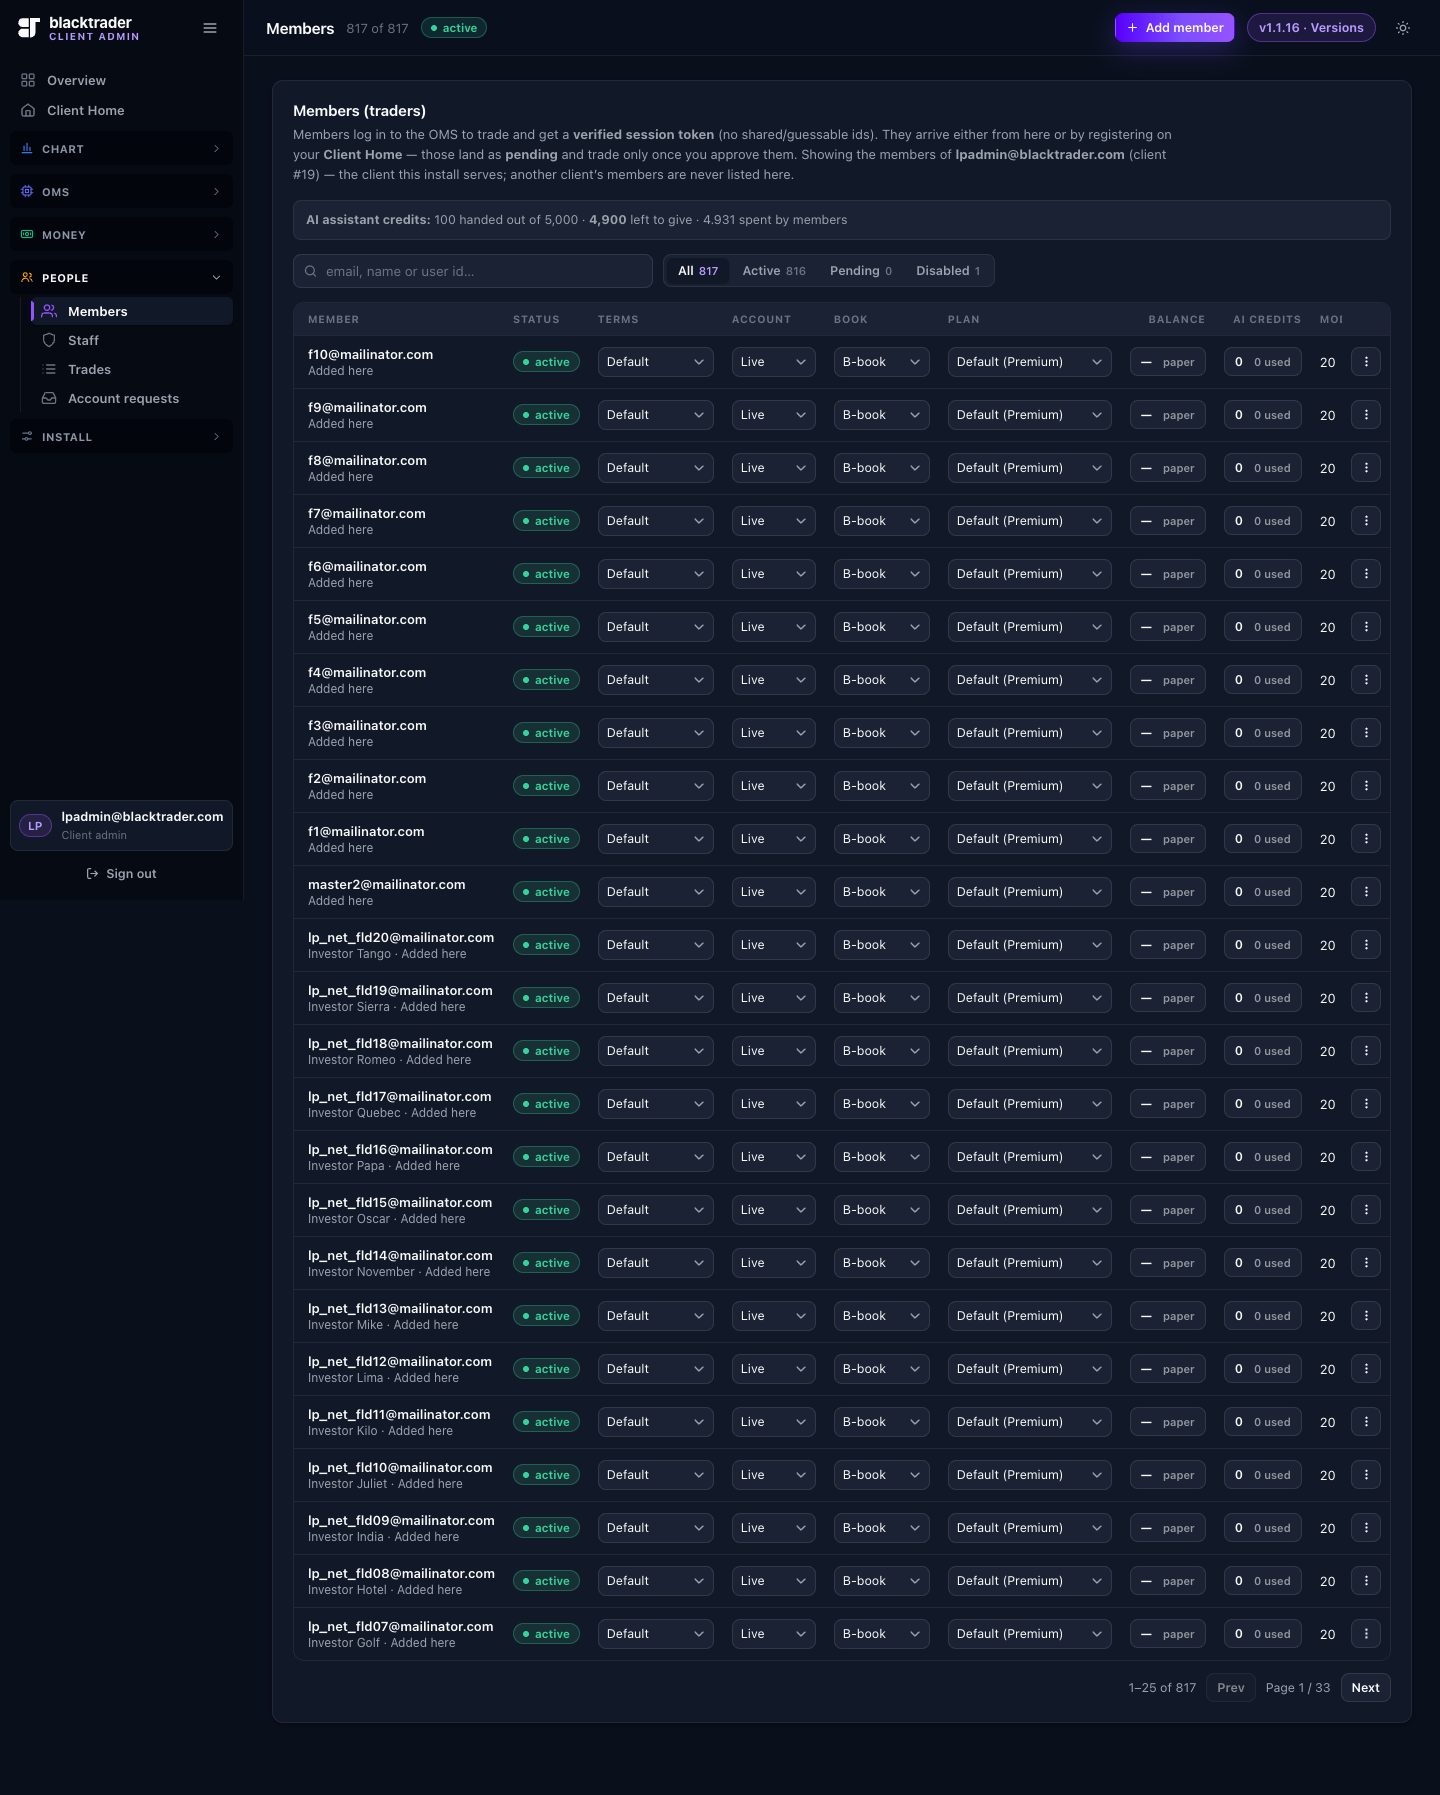 blacktrader
CLIENT ADMIN
Overview
Client Home
CHART
OMS
MONEY
PEOPLE
Members
Staff
Trades
Account requests
INSTALL
LP
lpadmin@blacktrader.com
Client admin
Sign out
Members 817 of 817 active
+ Add member
v1.1.16 · Versions
Members (traders)
Members log in to the OMS to trade and get a verified session token (no shared/guessable ids). They arrive either from here or by registering on
your Client Home — those land as pending and trade only once you approve them. Showing the members of lpadmin@blacktrader.com (client
#19) — the client this install serves; another client's members are never listed here.
AI assistant credits: 100 handed out of 5,000 · 4,900 left to give · 4.931 spent by members
email, name or user id...
All 817 Active 816 Pending 0 Disabled 1
MEMBER STATUS TERMS ACCOUNT BOOK PLAN BALANCE AI CREDITS MOI
f10@mailinator.com
Added here
active Default Live B-book Default (Premium) — paper 0 0 used 20
f9@mailinator.com
Added here
active Default Live B-book Default (Premium) — paper 0 0 used 20
f8@mailinator.com
Added here
active Default Live B-book Default (Premium) — paper 0 0 used 20
f7@mailinator.com
Added here
active Default Live B-book Default (Premium) — paper 0 0 used 20
f6@mailinator.com
Added here
active Default Live B-book Default (Premium) — paper 0 0 used 20
f5@mailinator.com
Added here
active Default Live B-book Default (Premium) — paper 0 0 used 20
f4@mailinator.com
Added here
active Default Live B-book Default (Premium) — paper 0 0 used 20
f3@mailinator.com
Added here
active Default Live B-book Default (Premium) — paper 0 0 used 20
f2@mailinator.com
Added here
active Default Live B-book Default (Premium) — paper 0 0 used 20
f1@mailinator.com
Added here
active Default Live B-book Default (Premium) — paper 0 0 used 20
master2@mailinator.com
Added here
active Default Live B-book Default (Premium) — paper 0 0 used 20
lp_net_fld20@mailinator.com
Investor Tango · Added here
active Default Live B-book Default (Premium) — paper 0 0 used 20
lp_net_fld19@mailinator.com
Investor Sierra · Added here
active Default Live B-book Default (Premium) — paper 0 0 used 20
lp_net_fld18@mailinator.com
Investor Romeo · Added here
active Default Live B-book Default (Premium) — paper 0 0 used 20
lp_net_fld17@mailinator.com
Investor Quebec · Added here
active Default Live B-book Default (Premium) — paper 0 0 used 20
lp_net_fld16@mailinator.com
Investor Papa · Added here
active Default Live B-book Default (Premium) — paper 0 0 used 20
lp_net_fld15@mailinator.com
Investor Oscar · Added here
active Default Live B-book Default (Premium) — paper 0 0 used 20
lp_net_fld14@mailinator.com
Investor November · Added here
active Default Live B-book Default (Premium) — paper 0 0 used 20
lp_net_fld13@mailinator.com
Investor Mike · Added here
active Default Live B-book Default (Premium) — paper 0 0 used 20
lp_net_fld12@mailinator.com
Investor Lima · Added here
active Default Live B-book Default (Premium) — paper 0 0 used 20
lp_net_fld11@mailinator.com
Investor Kilo · Added here
active Default Live B-book Default (Premium) — paper 0 0 used 20
lp_net_fld10@mailinator.com
Investor Juliet · Added here
active Default Live B-book Default (Premium) — paper 0 0 used 20
lp_net_fld09@mailinator.com
Investor India · Added here
active Default Live B-book Default (Premium) — paper 0 0 used 20
lp_net_fld08@mailinator.com
Investor Hotel · Added here
active Default Live B-book Default (Premium) — paper 0 0 used 20
lp_net_fld07@mailinator.com
Investor Golf · Added here
active Default Live B-book Default (Premium) — paper 0 0 used 20
1–25 of 817 Prev Page 1 / 33 Next